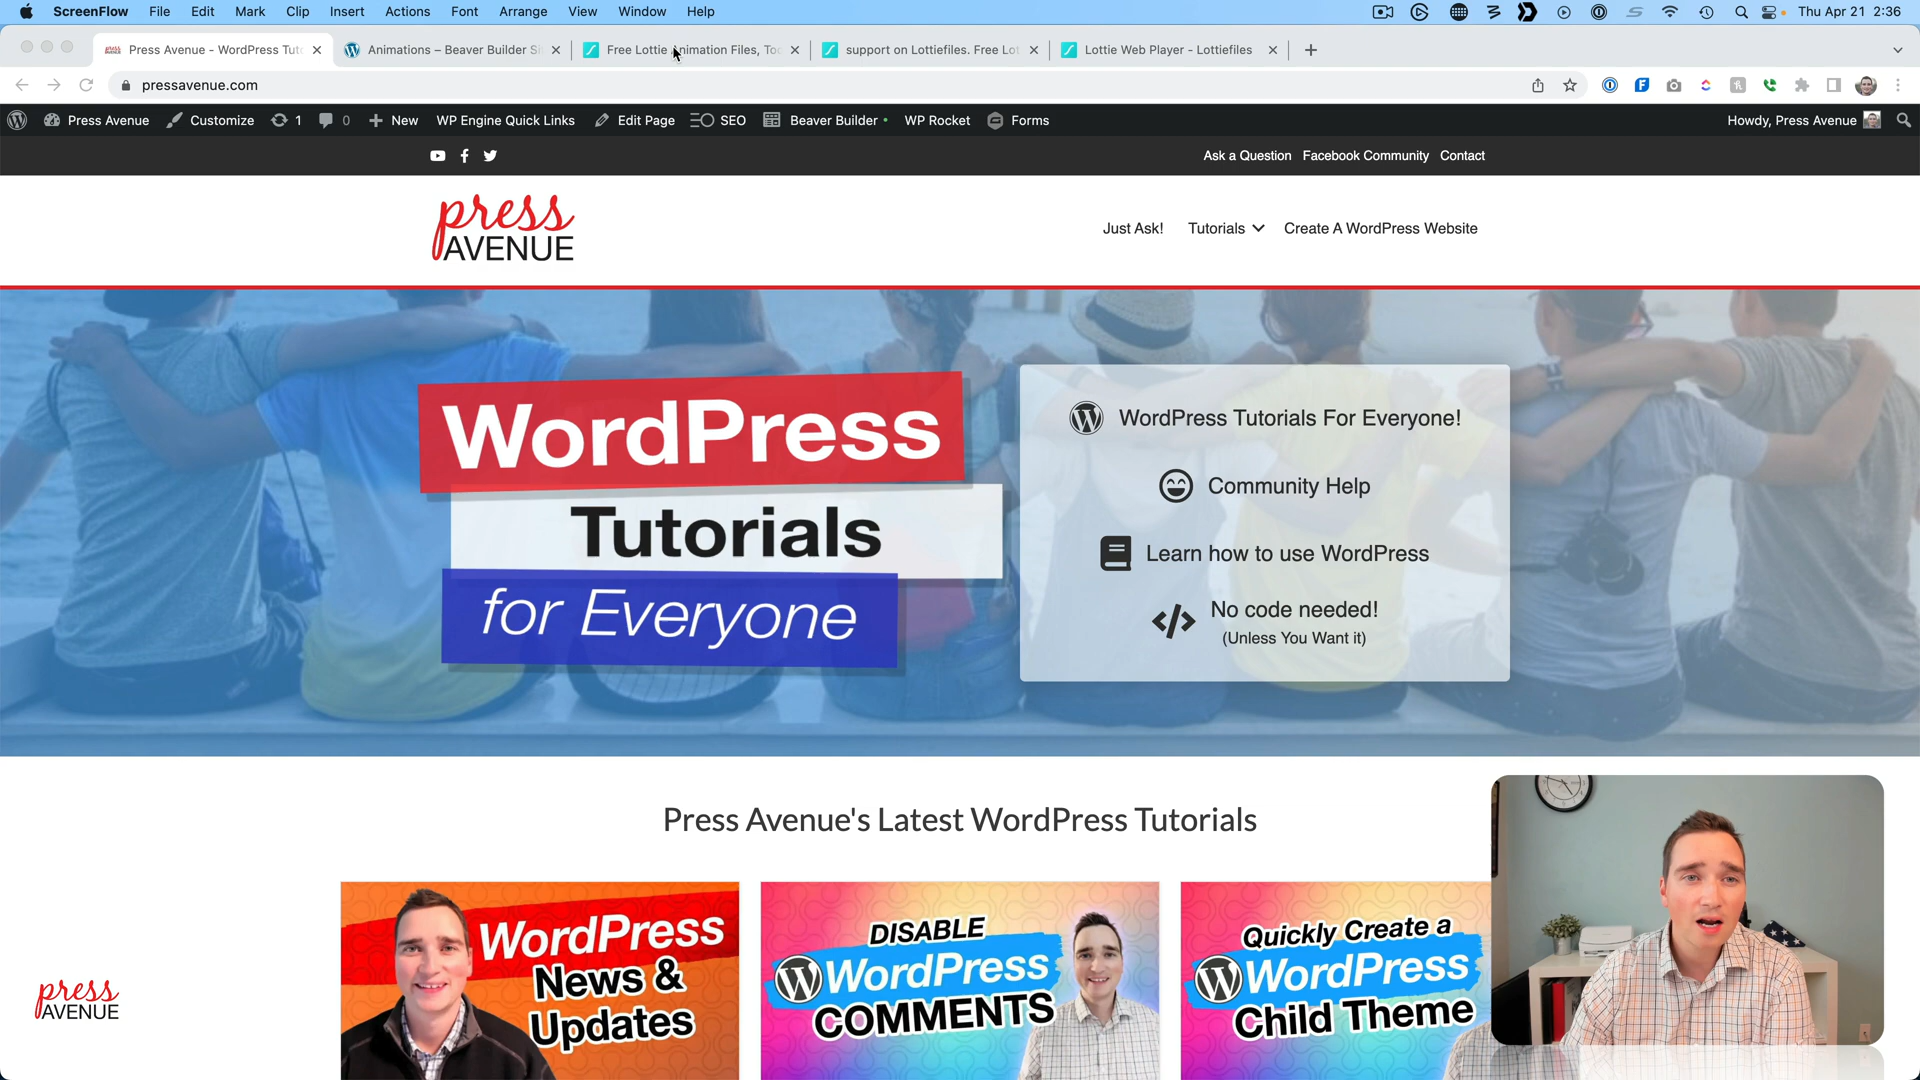 ScreenFlow File Edit Mark Clip Insert Actions Font Arrange View Window Help Thu Apr 21 2:36
Press Avenue - WordPress Tut Animations – Beaver Builder Si Free Lottie Animation Files, Too support on Lottiefiles. Free Lot Lottie Web Player - Lottiefiles
pressavenue.com
Press Avenue Customize 1 0 New WP Engine Quick Links Edit Page SEO Beaver Builder • WP Rocket Forms Howdy, Press Avenue
Ask a Question Facebook Community Contact
press
AVENUE
Just Ask! Tutorials Create A WordPress Website
WordPress
Tutorials
for Everyone
WordPress Tutorials For Everyone!
Community Help
Learn how to use WordPress
No code needed!
(Unless You Want it)
Press Avenue's Latest WordPress Tutorials
WordPress
News &
Updates
DISABLE
WordPress
COMMENTS
Quickly Create a
WordPress
Child Theme
press
AVENUE